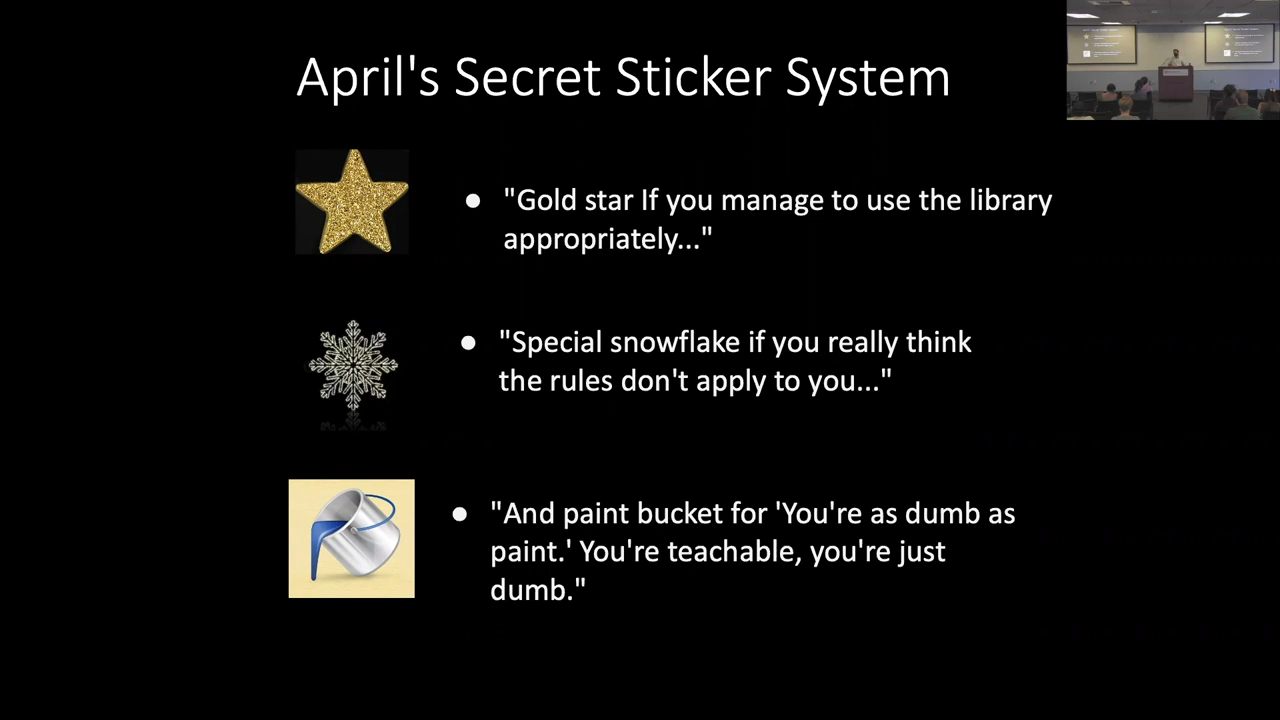 April's Secret Sticker System
● "Gold star If you manage to use the library
appropriately..."
● "Special snowflake if you really think
the rules don't apply to you..."
● "And paint bucket for 'You're as dumb as
paint.' You're teachable, you're just
dumb."